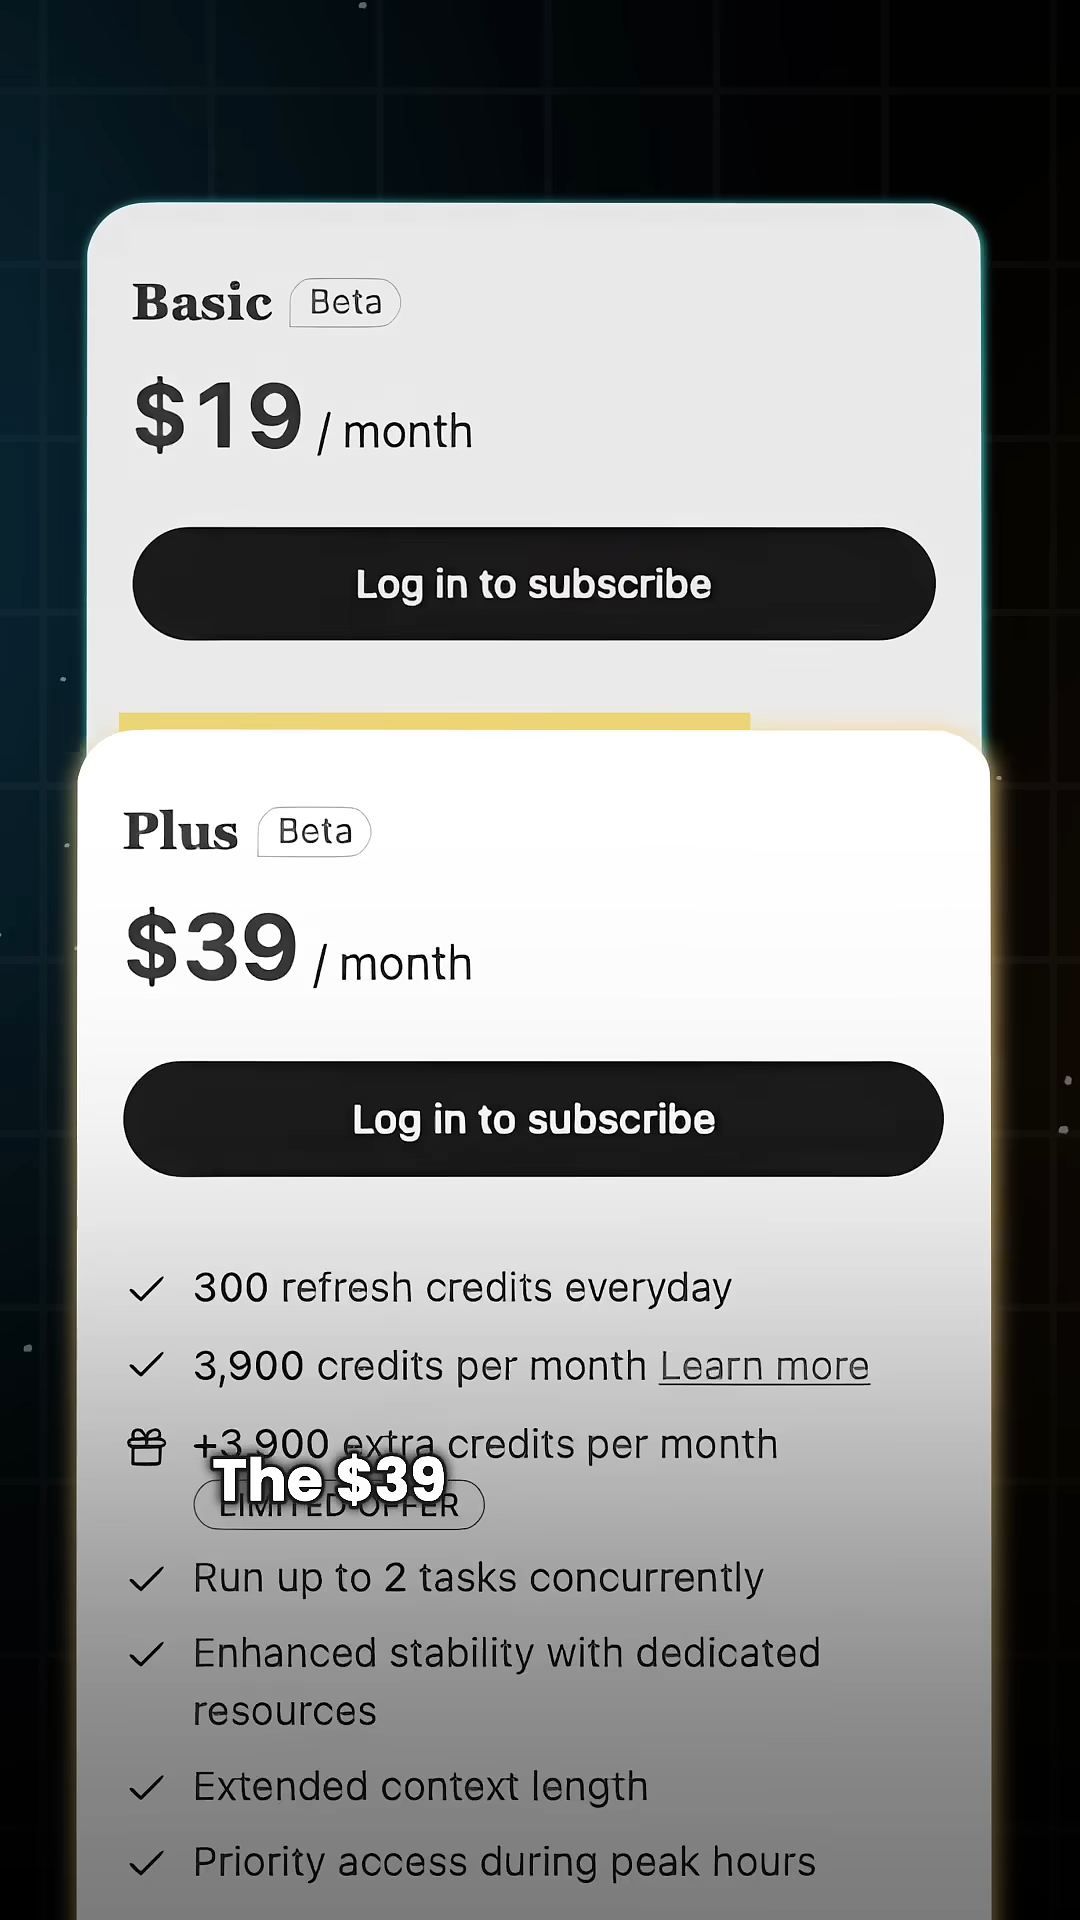 Basic Beta
$19 / month
Log in to subscribe
Plus Beta
$39 / month
Log in to subscribe
300 refresh credits everyday
3,900 credits per month Learn more
+3,900 extra credits per month
The $39
LIMITED OFFER
Run up to 2 tasks concurrently
Enhanced stability with dedicated
resources
Extended context length
Priority access during peak hours